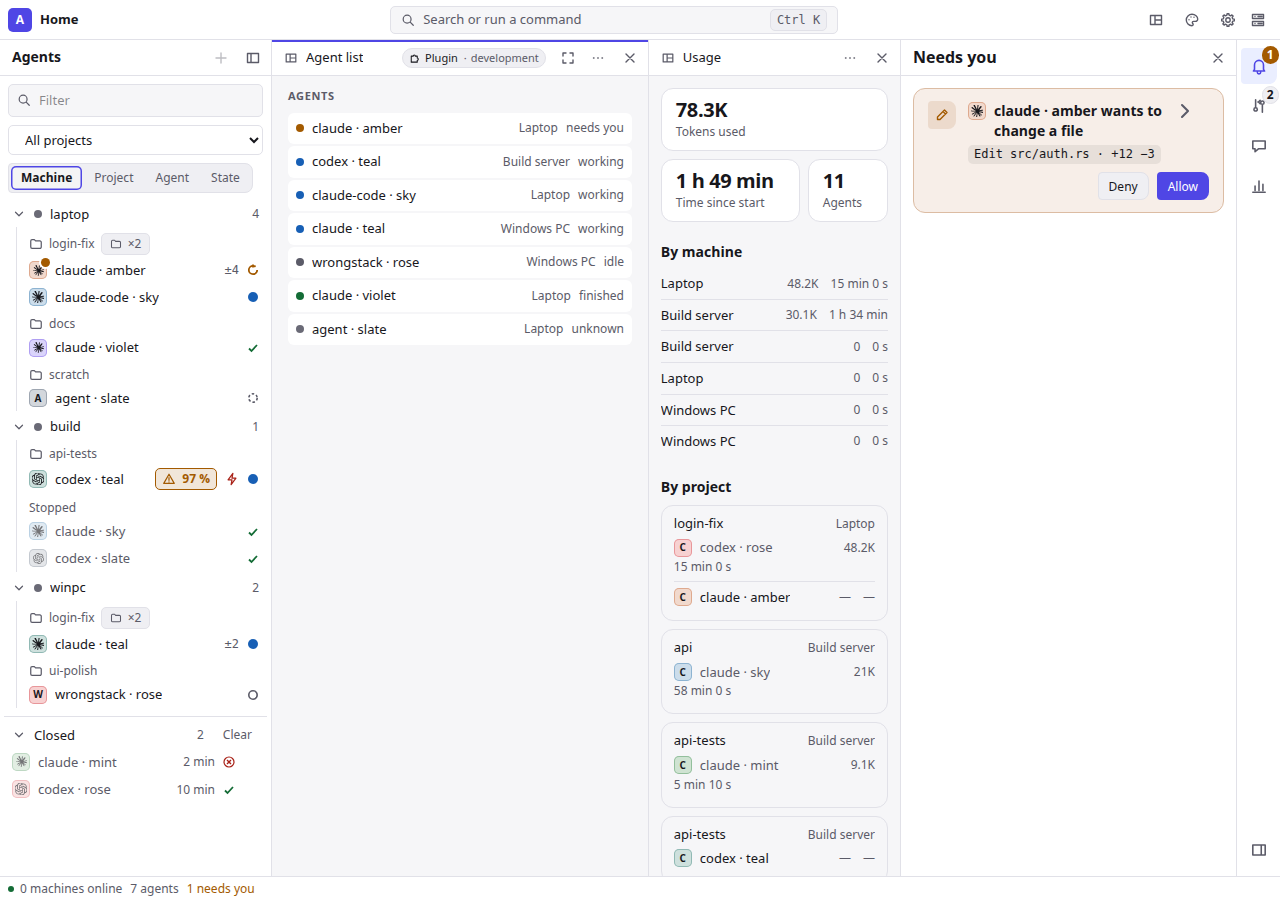 A Home
Search or run a command Ctrl K
Agents
Filter
All projects
Machine Project Agent State
laptop 4
login-fix ×2
claude · amber ±4
claude-code · sky
docs
claude · violet
scratch
A agent · slate
build 1
api-tests
codex · teal 97 %
Stopped
claude · sky
codex · slate
winpc 2
login-fix ×2
claude · teal ±2
ui-polish
W wrongstack · rose
Closed 2 Clear
claude · mint 2 min
codex · rose 10 min
Agent list Plugin · development
AGENTS
claude · amber Laptop needs you
codex · teal Build server working
claude-code · sky Laptop working
claude · teal Windows PC working
wrongstack · rose Windows PC idle
claude · violet Laptop finished
agent · slate Laptop unknown
Usage
78.3K
Tokens used
1 h 49 min
Time since start
11
Agents
By machine
Laptop 48.2K 15 min 0 s
Build server 30.1K 1 h 34 min
Build server 0 0 s
Laptop 0 0 s
Windows PC 0 0 s
Windows PC 0 0 s
By project
login-fix Laptop
C codex · rose 48.2K
15 min 0 s
C claude · amber — —
api Build server
C claude · sky 21K
58 min 0 s
api-tests Build server
C claude · mint 9.1K
5 min 10 s
api-tests Build server
C codex · teal — —
Needs you
claude · amber wants to
change a file
Edit src/auth.rs · +12 −3
Deny Allow
1
2
0 machines online 7 agents 1 needs you